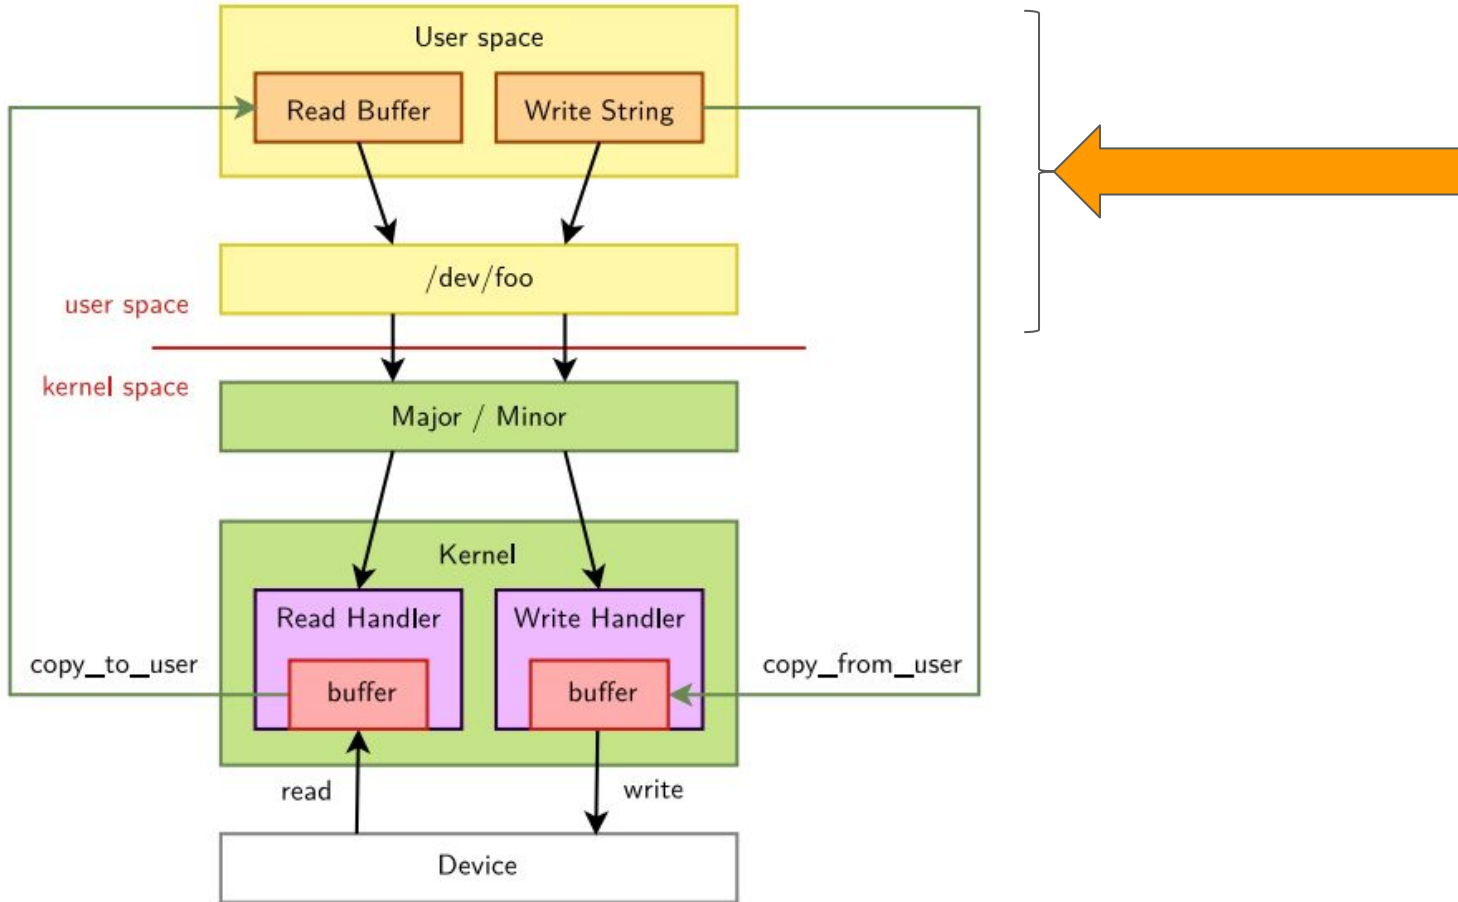 User space
Read Buffer
Write String
/dev/foo
user space
kernel space
Major / Minor
Kernel
Read Handler
Write Handler
copy_to_user
buffer
buffer
copy_from_user
read
write
Device